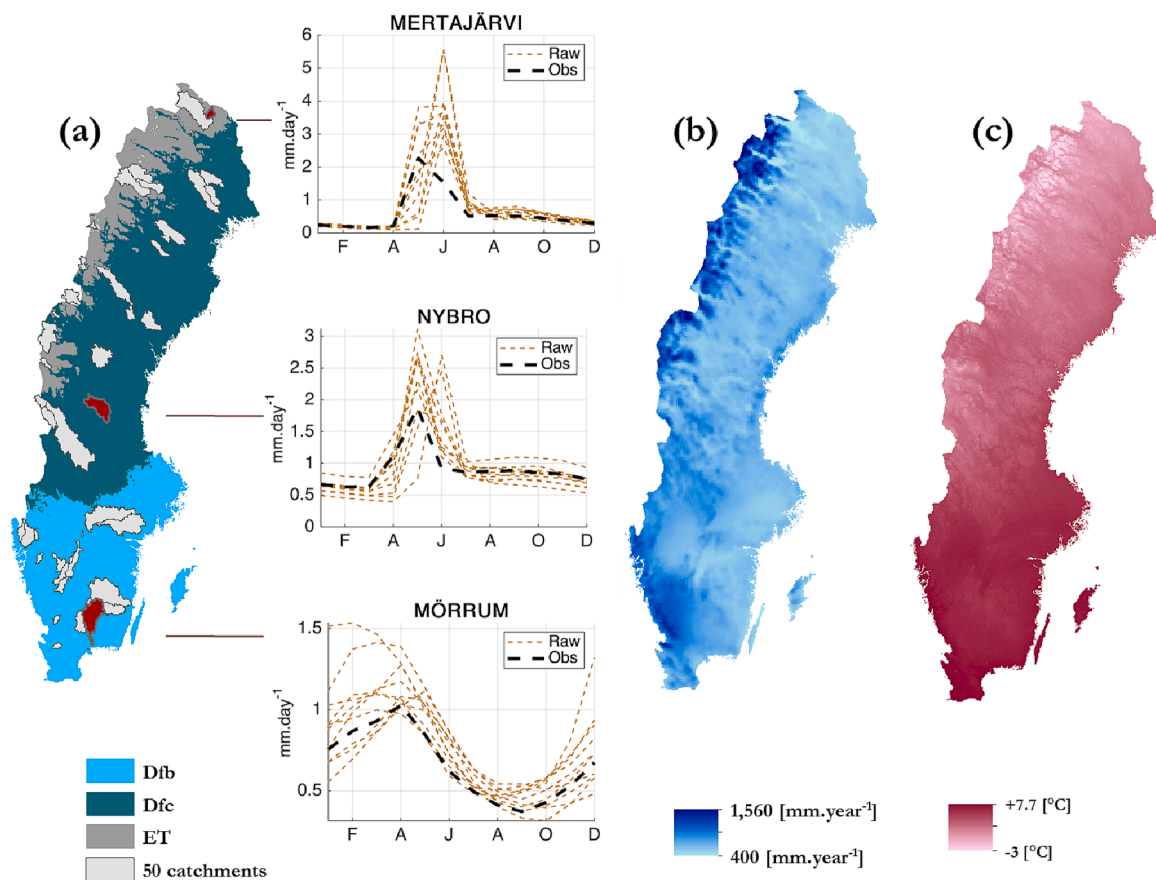 (a)
MERTAJÄRVI
6
5
4
3
2
1
0
mm.day-1
Raw
Obs
F A J A O D
NYBRO
3
2.5
2
1.5
1
0.5
0
mm.day-1
Raw
Obs
F A J A O D
MÖRRUM
1.5
1
0.5
mm.day-1
Raw
Obs
F A J A O D
Dfb
Dfc
ET
50 catchments
(b)
1,560 [mm.year-1]
400 [mm.year-1]
(c)
+7.7 [°C]
-3 [°C]